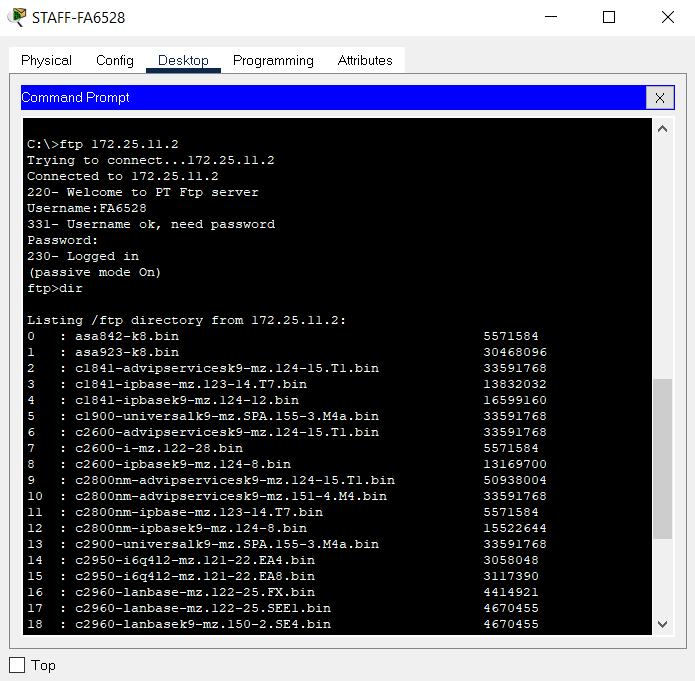 STAFF-FA6528
Physical Config Desktop Programming Attributes
Command Prompt X
C:\>ftp 172.25.11.2
Trying to connect...172.25.11.2
Connected to 172.25.11.2
220- Welcome to PT Ftp server
Username:FA6528
331- Username ok, need password
Password:
230- Logged in
(passive mode On)
ftp>dir
Listing /ftp directory from 172.25.11.2:
0 : asa842-k8.bin 5571584
1 : asa923-k8.bin 30468096
2 : c1841-advipservicesk9-mz.124-15.T1.bin 33591768
3 : c1841-ipbase-mz.123-14.T7.bin 13832032
4 : c1841-ipbasek9-mz.124-12.bin 16599160
5 : c1900-universalk9-mz.SPA.155-3.M4a.bin 33591768
6 : c2600-advipservicesk9-mz.124-15.T1.bin 33591768
7 : c2600-i-mz.122-28.bin 5571584
8 : c2600-ipbasek9-mz.124-8.bin 13169700
9 : c2800nm-advipservicesk9-mz.124-15.T1.bin 50938004
10 : c2800nm-advipservicesk9-mz.151-4.M4.bin 33591768
11 : c2800nm-ipbase-mz.123-14.T7.bin 5571584
12 : c2800nm-ipbasek9-mz.124-8.bin 15522644
13 : c2900-universalk9-mz.SPA.155-3.M4a.bin 33591768
14 : c2950-i6q4l2-mz.121-22.EA4.bin 3058048
15 : c2950-i6q4l2-mz.121-22.EA8.bin 3117390
16 : c2960-lanbase-mz.122-25.FX.bin 4414921
17 : c2960-lanbase-mz.122-25.SEE1.bin 4670455
18 : c2960-lanbasek9-mz.150-2.SE4.bin 4670455
Top